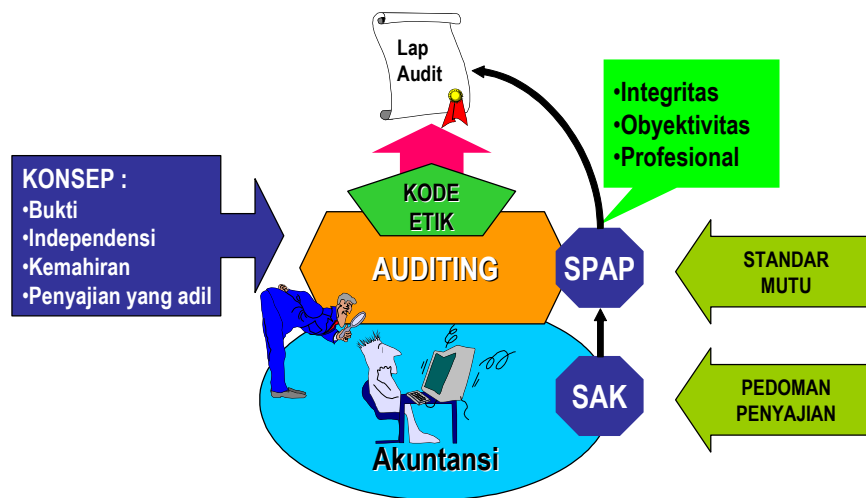 Lap
Audit
•Integritas
•Obyektivitas
•Profesional
KONSEP :
•Bukti
•Independensi
•Kemahiran
•Penyajian yang adil
KODE
ETIK
AUDITING
SPAP
STANDAR
MUTU
SAK
PEDOMAN
PENYAJIAN
Akuntansi